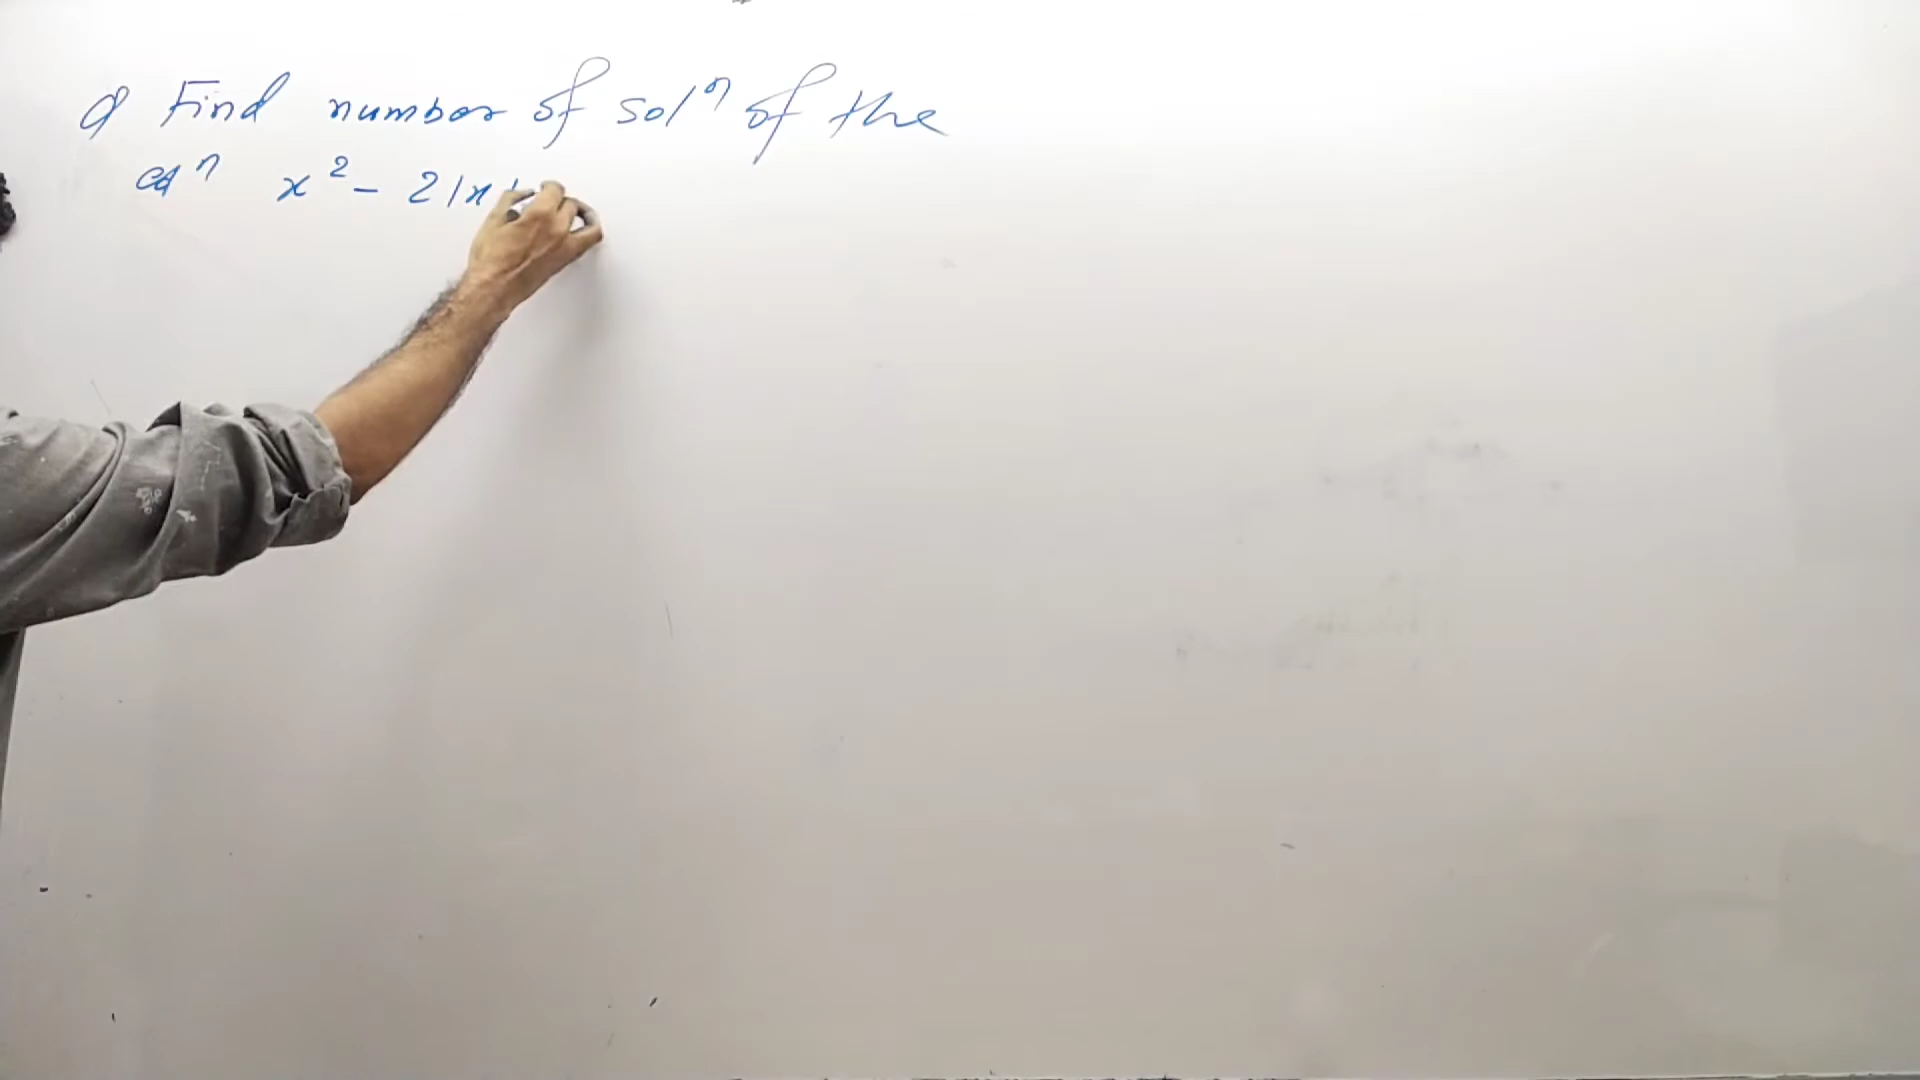 Q Find number of solⁿ of the
eqⁿ x² - 2|x|